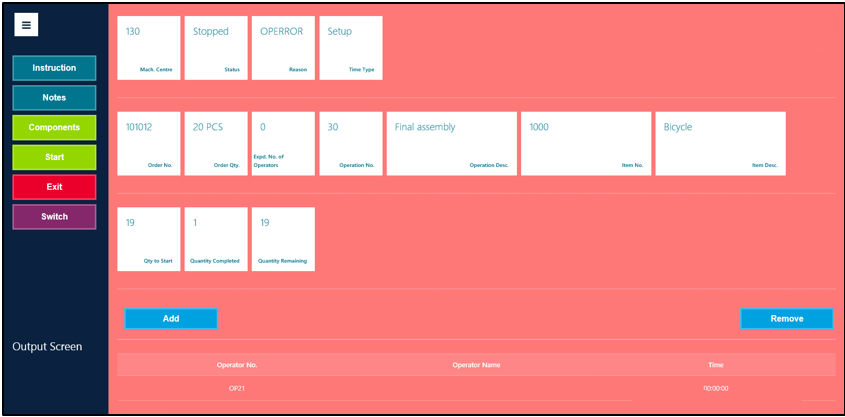 Instruction
Notes
Components
Start
Exit
Switch
Output Screen
130
Mach. Centre
Stopped
Status
OPERROR
Reason
Setup
Time Type
101012
Order No.
20 PCS
Order Qty.
0
Expd. No. of
Operators
30
Operation No.
Final assembly
Operation Desc.
1000
Item No.
Bicycle
Item Desc.
19
Qty to Start
1
Quantity Completed
19
Quantity Remaining
Add
Remove
Operator No. Operator Name Time
OP21 00:00:00